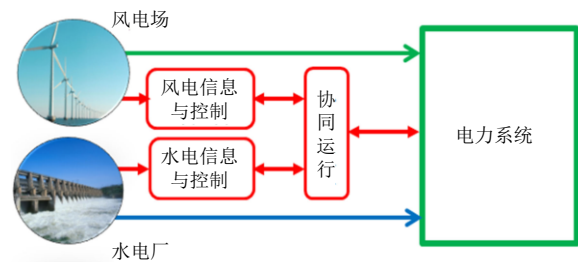 风电场
风电信息
与控制
协同运行
电力系统
水电信息
与控制
水电厂